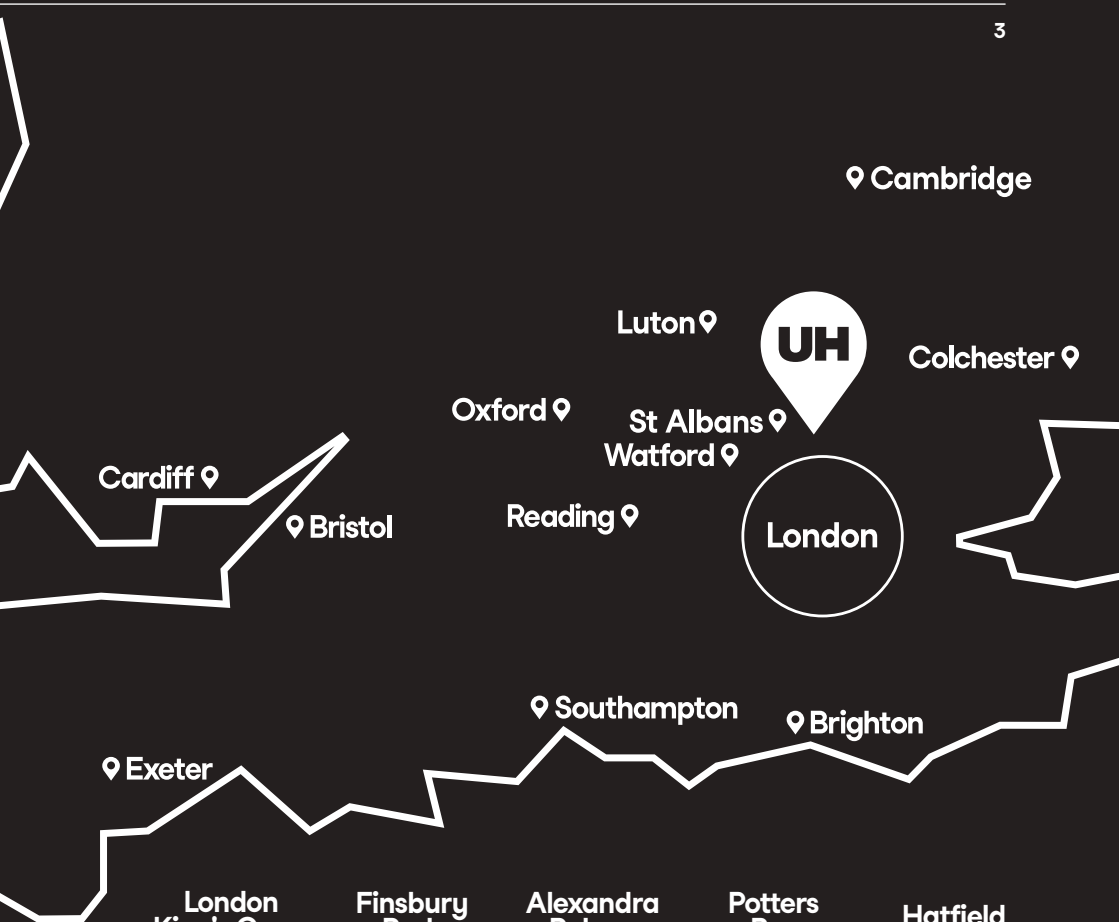 3
Cambridge
Luton
UH
Colchester
Oxford
St Albans
Watford
Cardiff
Reading
Bristol
London
Southampton
Brighton
Exeter
London
Finsbury
Alexandra
Potters
Hatfield